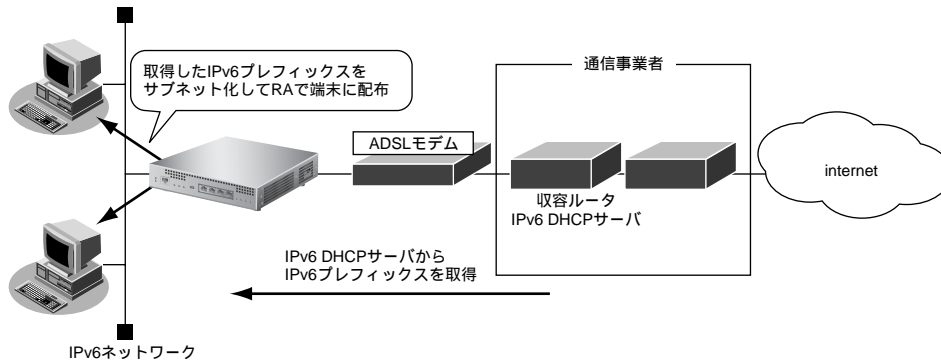 取得したIPv6プレフィックスを
サブネット化してRAで端末に配布
通信事業者
ADSLモデム
internet
収容ルータ
IPv6 DHCPサーバ
IPv6 DHCPサーバから
IPv6プレフィックスを取得
IPv6ネットワーク